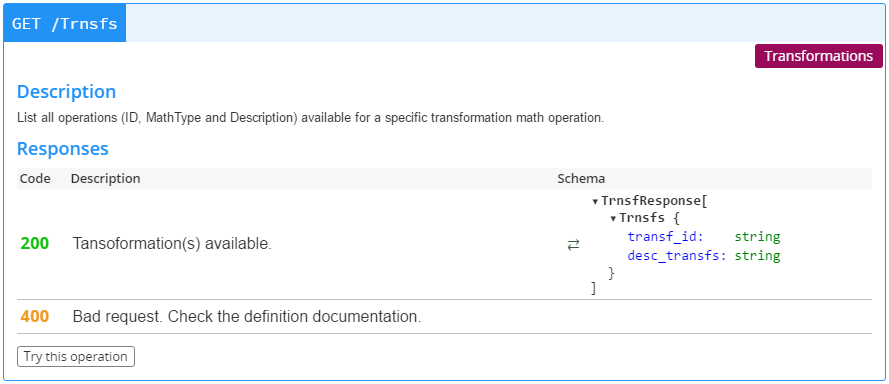 GET /Trnsfs
Transformations
Description
List all operations (ID, MathType and Description) available for a specific transformation math operation.
Responses
Code Description Schema
200 Tansoformation(s) available. ⇄
▾ TrnsfResponse[
▾ Trnsfs {
transf_id: string
desc_transfs: string
}
]
400 Bad request. Check the definition documentation.
Try this operation